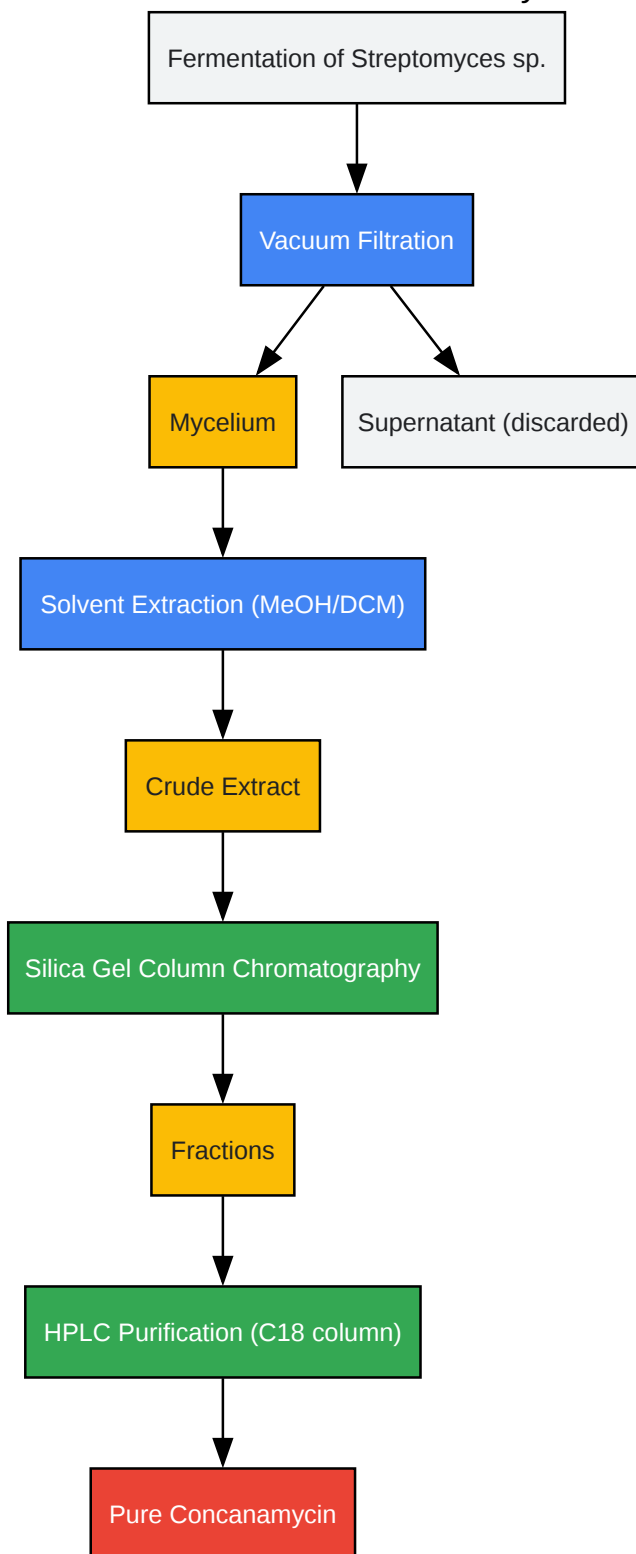 Fermentation of Streptomyces sp.
Vacuum Filtration
Mycelium
Supernatant (discarded)
Solvent Extraction (MeOH/DCM)
Crude Extract
Silica Gel Column Chromatography
Fractions
HPLC Purification (C18 column)
Pure Concanamycin